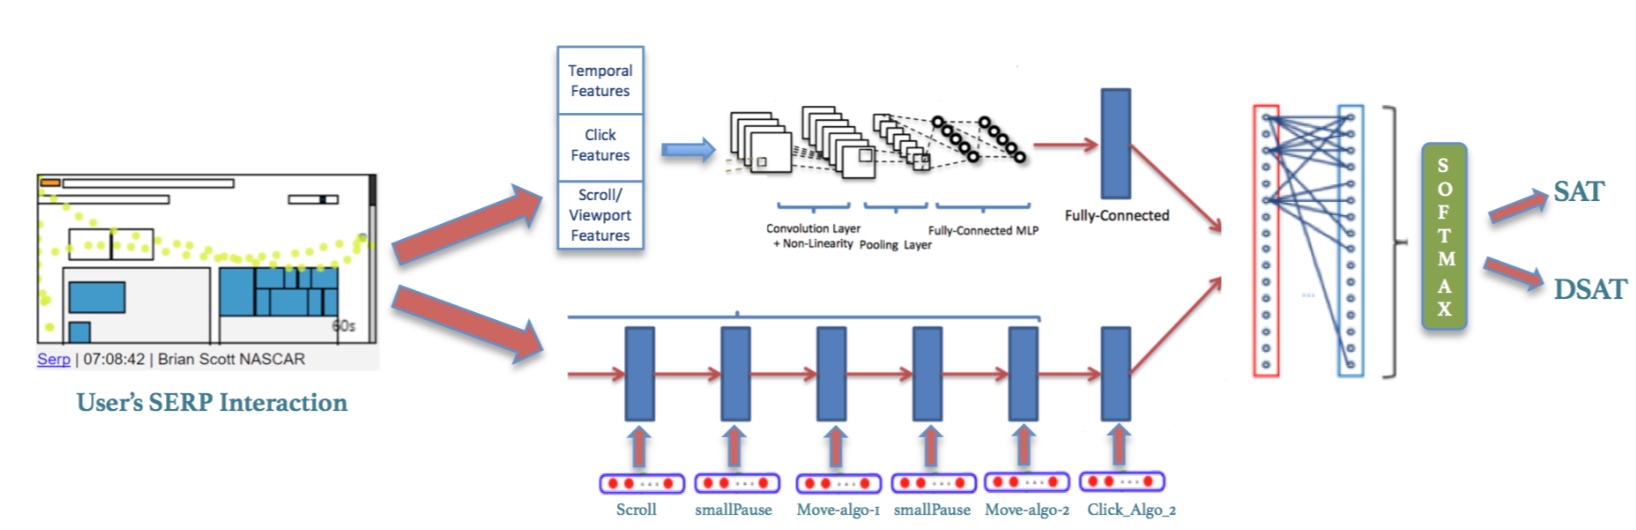 60s
Serp | 07:08:42 | Brian Scott NASCAR
User's SERP Interaction
Temporal
Features
Click
Features
Scroll/
Viewport
Features
Convolution Layer
+ Non-Linearity
Pooling Layer
Fully-Connected MLP
Fully-Connected
Scroll
smallPause
Move-algo-1
smallPause
Move-algo-2
Click_Algo_2
...
SOFTMAX
SAT
DSAT